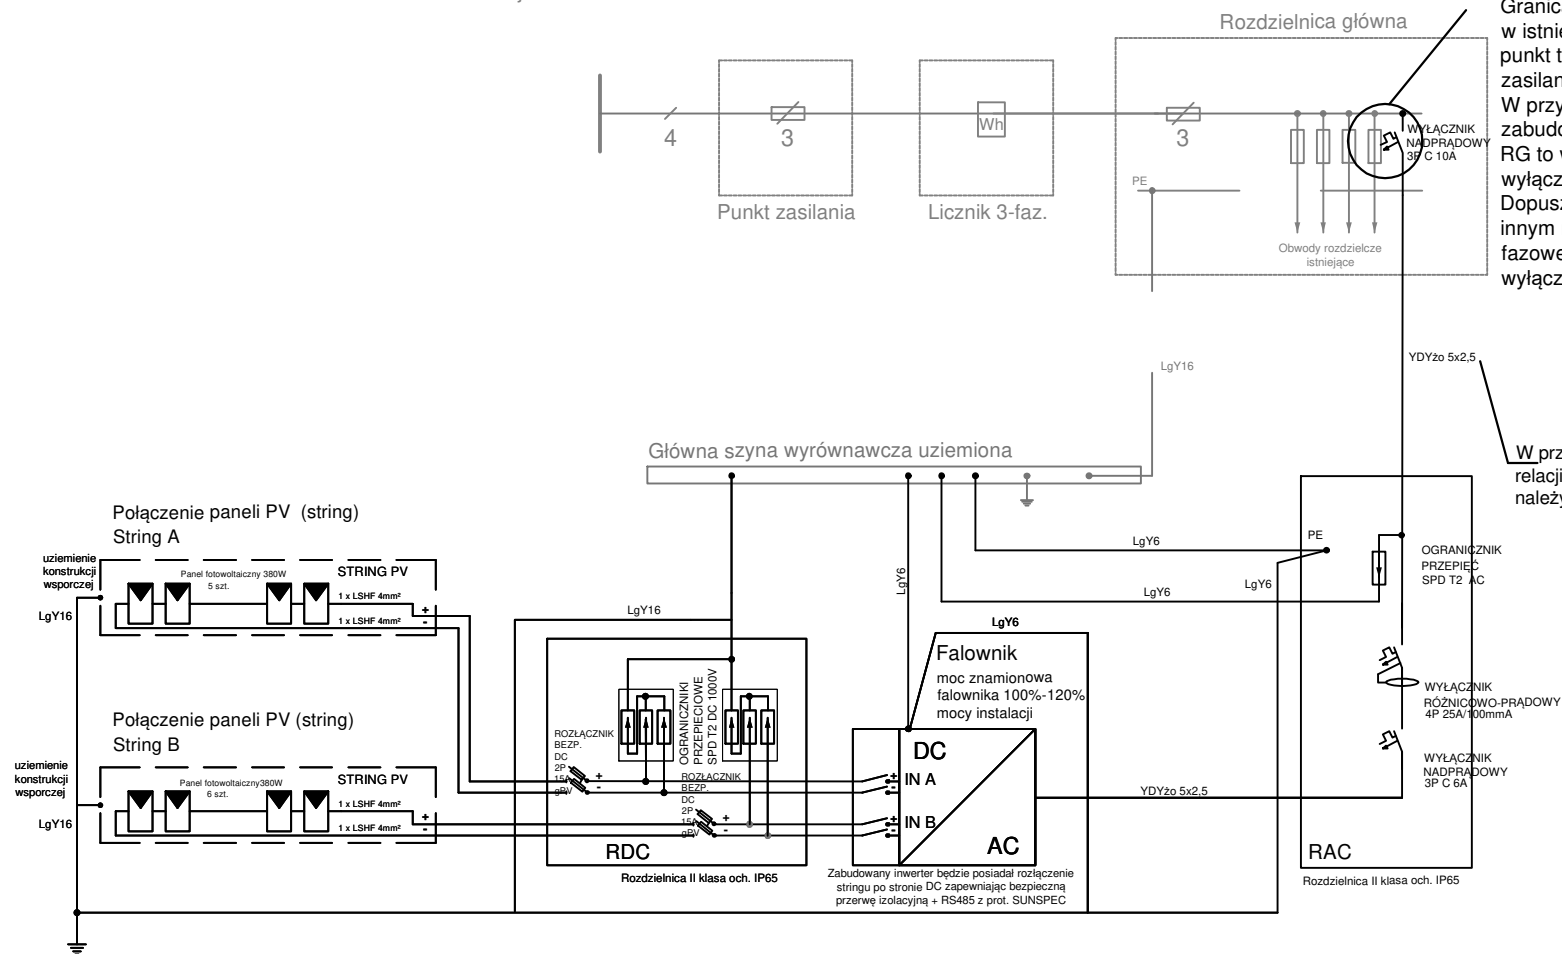 Rozdzielnica główna
Granica
w istnie
punkt t
zasilan
W przy
zabudo
RG to w
wyłącz
Dopusz
innym
fazowe
wyłącz
4
3
Wh
3
WYŁĄCZNIK
NADPRĄDOWY
3P C 10A
PE
Punkt zasilania
Licznik 3-faz.
Obwody rozdzielcze
istniejące
YDYżo 5x2,5
LgY16
W prz
relacji
należy
Główna szyna wyrównawcza uziemiona
Połączenie paneli PV (string)
String A
uziemienie
konstrukcji
wsporczej
LgY16
Panel fotowoltaiczny 380W
5 szt.
STRING PV
1 x LSHF 4mm²
1 x LSHF 4mm²
+
-
LgY16
LgY6
LgY6
LgY6
LgY6
PE
OGRANICZNIK
PRZEPIĘĆ
SPD T2 AC
Połączenie paneli PV (string)
String B
uziemienie
konstrukcji
wsporczej
LgY16
Panel fotowoltaiczny380W
6 szt.
STRING PV
1 x LSHF 4mm²
1 x LSHF 4mm²
+
-
ROZŁĄCZNIK
BEZP.
DC
2P
15A
gPV
+
-
OGRANICZNIKI
PRZEPIECIOWE
SPD T2 DC 1000V
ROZŁACZNIK
BEZP.
DC
2P
15A
gPV
+
-
RDC
Rozdzielnica II klasa och. IP65
LgY6
Falownik
moc znamionowa
falownika 100%-120%
mocy instalacji
DC
+
-
IN A
+
-
IN B
AC
Zabudowany inwerter będzie posiadał rozłączenie
stringu po stronie DC zapewniając bezpieczną
przerwę izolacyjną + RS485 z prot. SUNSPEC
YDYżo 5x2,5
WYŁĄCZNIK
RÓŻNICOWO-PRĄDOWY
4P 25A/100mmA
WYŁĄCZNIK
NADPRĄDOWY
3P C 6A
RAC
Rozdzielnica II klasa och. IP65